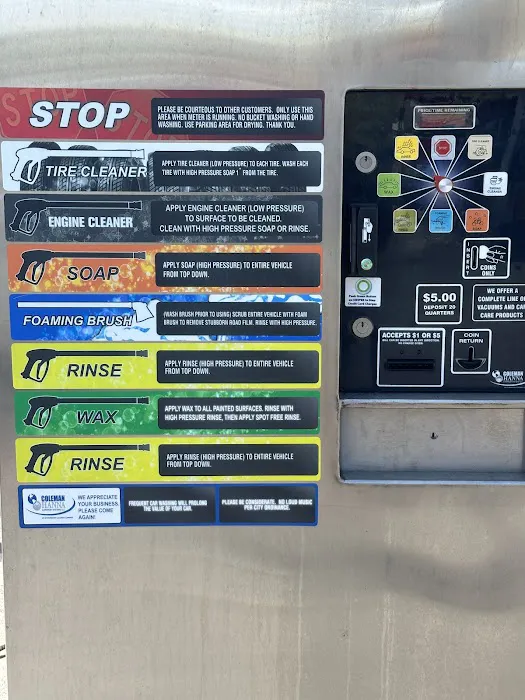 STOP
PLEASE BE COURTEOUS TO OTHER CUSTOMERS. ONLY USE THIS
AREA WHEN METER IS RUNNING. NO BUCKET WASHING OR HAND
WASHING. USE PARKING AREA FOR DRYING. THANK YOU.
TIRE CLEANER
APPLY TIRE CLEANER (LOW PRESSURE) TO EACH TIRE. WASH EACH
TIRE WITH HIGH PRESSURE SOAP 1" FROM THE TIRE.
ENGINE CLEANER
APPLY ENGINE CLEANER (LOW PRESSURE)
TO SURFACE TO BE CLEANED.
CLEAN WITH HIGH PRESSURE SOAP OR RINSE.
SOAP
APPLY SOAP (HIGH PRESSURE) TO ENTIRE VEHICLE
FROM TOP DOWN.
FOAMING BRUSH
(WASH BRUSH PRIOR TO USING) SCRUB ENTIRE VEHICLE WITH FOAM
BRUSH TO REMOVE STUBBORN ROAD FILM. RINSE WITH HIGH PRESSURE.
RINSE
APPLY RINSE (HIGH PRESSURE) TO ENTIRE VEHICLE
FROM TOP DOWN.
WAX
APPLY WAX TO ALL PAINTED SURFACES. RINSE WITH
HIGH PRESSURE RINSE, THEN APPLY SPOT FREE RINSE.
RINSE
APPLY RINSE (HIGH PRESSURE) TO ENTIRE VEHICLE
FROM TOP DOWN.
COLEMAN
HANNA
WE APPRECIATE
YOUR BUSINESS.
PLEASE COME
AGAIN!
FREQUENT CAR WASHING WILL PROLONG
THE VALUE OF YOUR CAR.
PLEASE BE CONSIDERATE. NO LOUD MUSIC
PER CITY ORDINANCE.
TIME REMAINING
STOP
RINSE
WAX
SOAP
INSERT
COINS
ONLY
$5.00
DEPOSIT 20
QUARTERS
WE OFFER A
COMPLETE LINE OF
VACUUMS AND CAR
CARE PRODUCTS
ACCEPTS $1 OR $5
COIN
RETURN
COLEMAN
HANNA